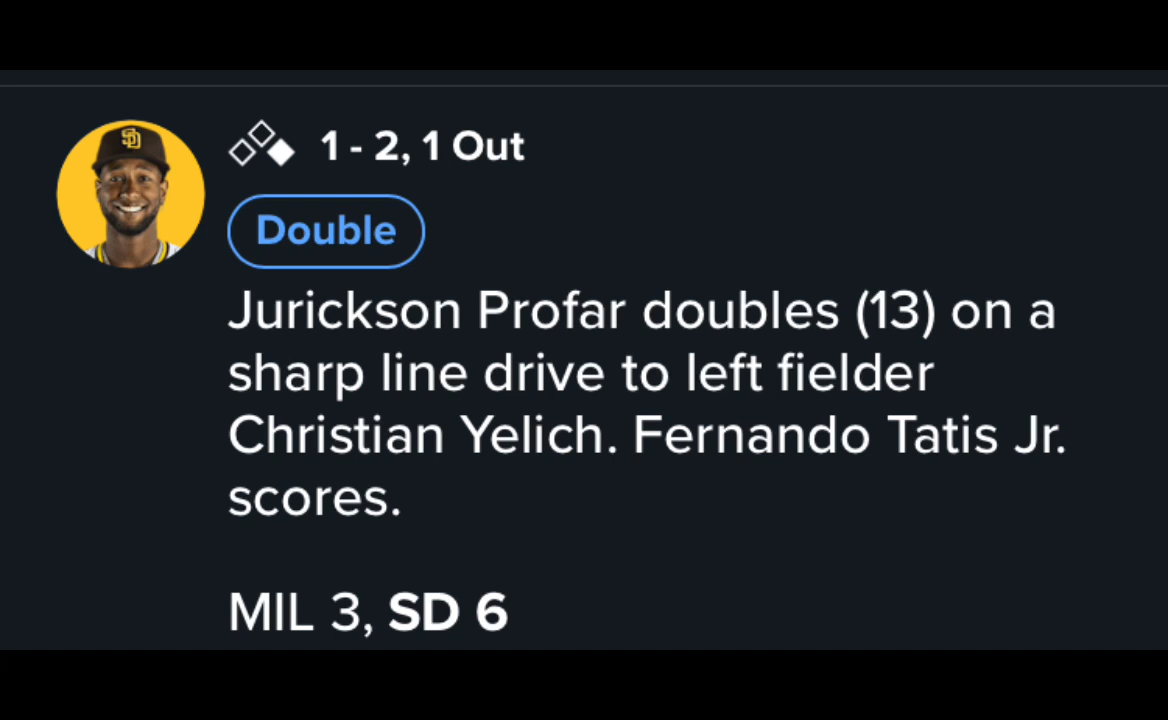 SD
1 - 2, 1 Out
Double
Jurickson Profar doubles (13) on a
sharp line drive to left fielder
Christian Yelich. Fernando Tatis Jr.
scores.
MIL 3, SD 6